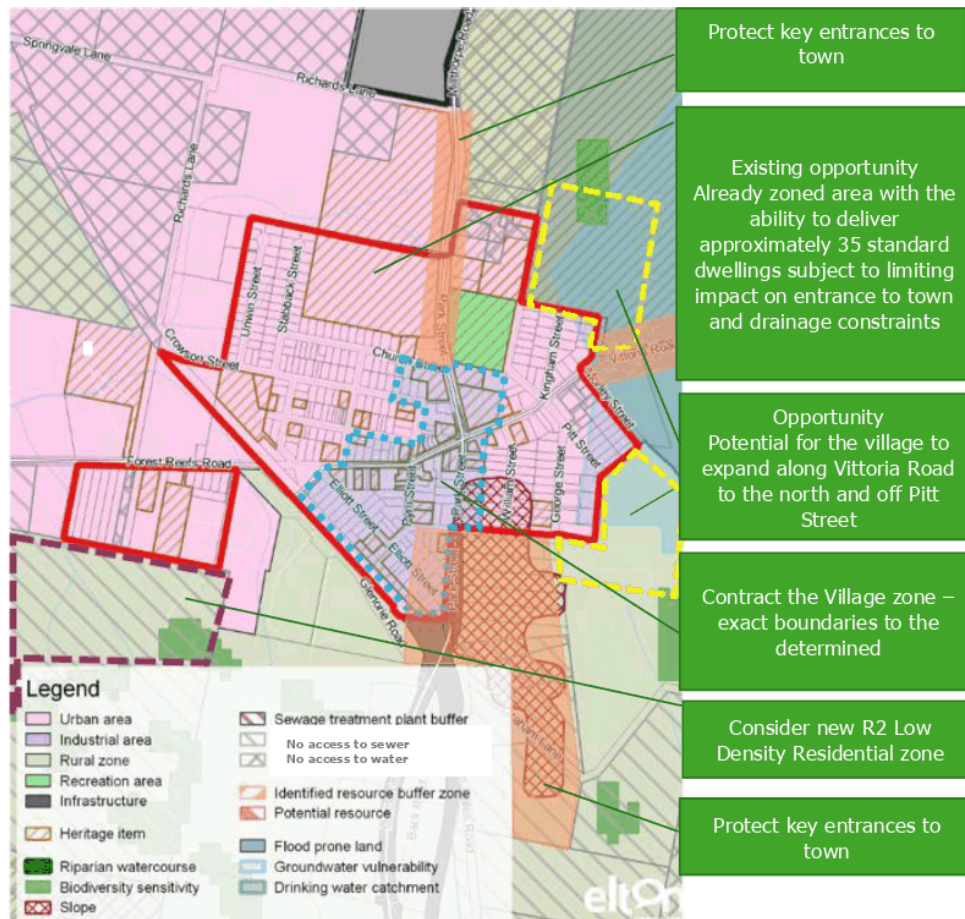 Springvale Lane
Richards Lane
Richards Lane
Unwin Street
Stabback Street
Park Street
Crowson Street
Kingham Street
Vittoria Road
Pitt Street
Forest Reefs Road
William Street
George Street
Elliott Street
Elliott Street
Glenorie Road
Protect key entrances to
town
Existing opportunity
Already zoned area with the
ability to deliver
approximately 35 standard
dwellings subject to limiting
impact on entrance to town
and drainage constraints
Opportunity
Potential for the village to
expand along Vittoria Road
to the north and off Pitt
Street
Contract the Village zone –
exact boundaries to the
determined
Consider new R2 Low
Density Residential zone
Protect key entrances to
town
Legend
Urban area
Industrial area
Rural zone
Recreation area
Infrastructure
Heritage item
Riparian watercourse
Biodiversity sensitivity
Slope
Sewage treatment plant buffer
No access to sewer
No access to water
Identified resource buffer zone
Potential resource
Flood prone land
Groundwater vulnerability
Drinking water catchment
elton